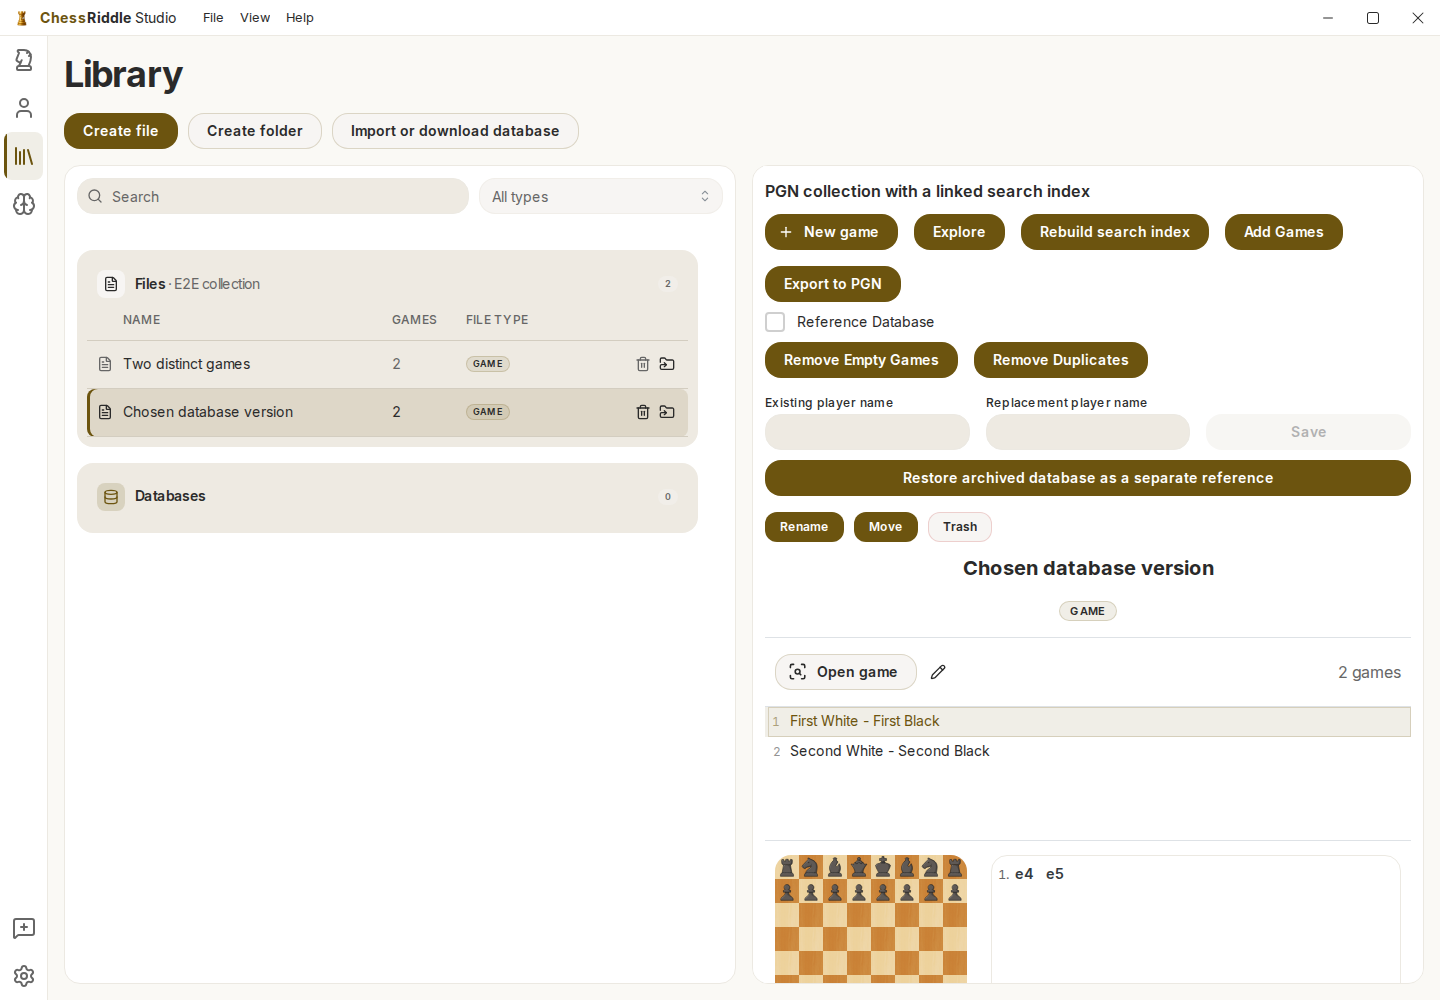 ChessRiddle Studio File View Help
Library
Create file Create folder Import or download database
Search All types
Files · E2E collection 2
NAME GAMES FILE TYPE
Two distinct games 2 GAME
Chosen database version 2 GAME
Databases 0
PGN collection with a linked search index
New game Explore Rebuild search index Add Games
Export to PGN
Reference Database
Remove Empty Games Remove Duplicates
Existing player name Replacement player name
Save
Restore archived database as a separate reference
Rename Move Trash
Chosen database version
GAME
Open game 2 games
1 First White - First Black
2 Second White - Second Black
1. e4 e5